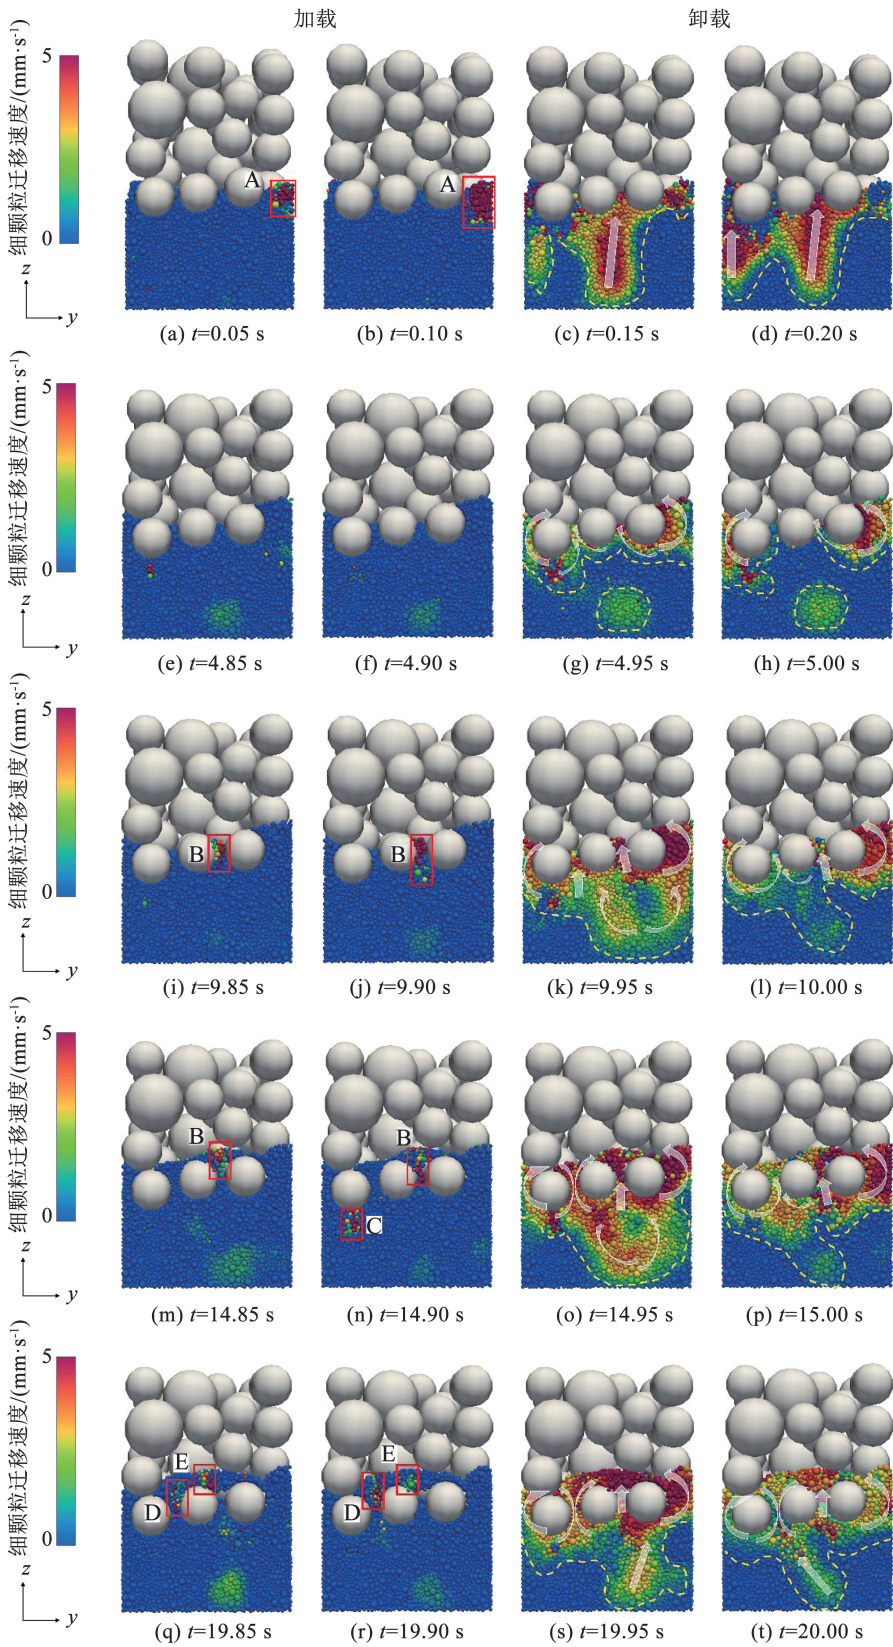 加载 卸载
细颗粒迁移速度/(mm·s⁻¹)
5
0
z
y
A
A
(a) t=0.05 s (b) t=0.10 s (c) t=0.15 s (d) t=0.20 s
细颗粒迁移速度/(mm·s⁻¹)
5
0
z
y
(e) t=4.85 s (f) t=4.90 s (g) t=4.95 s (h) t=5.00 s
细颗粒迁移速度/(mm·s⁻¹)
5
0
z
y
B
B
(i) t=9.85 s (j) t=9.90 s (k) t=9.95 s (l) t=10.00 s
细颗粒迁移速度/(mm·s⁻¹)
5
0
z
y
B
B
C
(m) t=14.85 s (n) t=14.90 s (o) t=14.95 s (p) t=15.00 s
细颗粒迁移速度/(mm·s⁻¹)
5
0
z
y
E
D
E
D
(q) t=19.85 s (r) t=19.90 s (s) t=19.95 s (t) t=20.00 s